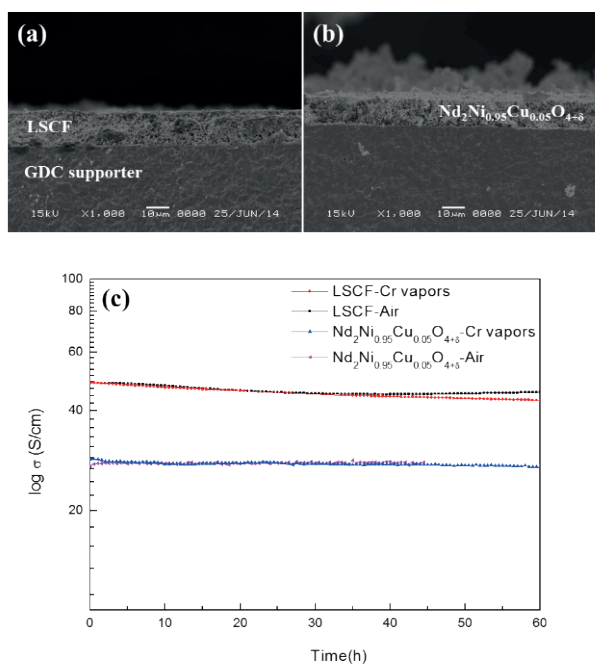 (a)
LSCF
GDC supporter
15kV X1,000 10μm 0000 25/JUN/14
(b)
Nd₂Ni₀.₉₅Cu₀.₀₅O₄₊δ
15kV X1,000 10μm 0000 25/JUN/14
(c)
LSCF-Cr vapors
LSCF-Air
Nd₂Ni₀.₉₅Cu₀.₀₅O₄₊δ-Cr vapors
Nd₂Ni₀.₉₅Cu₀.₀₅O₄₊δ-Air
100
80
60
40
20
log σ (S/cm)
0 10 20 30 40 50 60
Time(h)